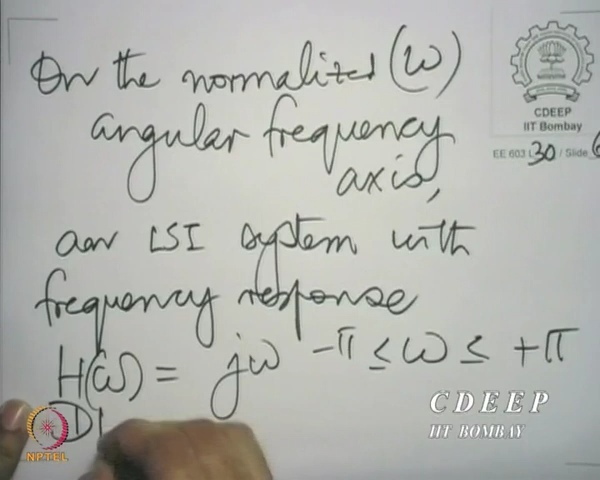 On the normalized (ω)
angular frequency
axis,
an LSI system with
frequency response
H(ω) = jω -π ≤ ω ≤ +π
D
CDEEP
IIT Bombay
EE 603 L 30 / Slide 6
CDEEP
IIT BOMBAY
NPTEL